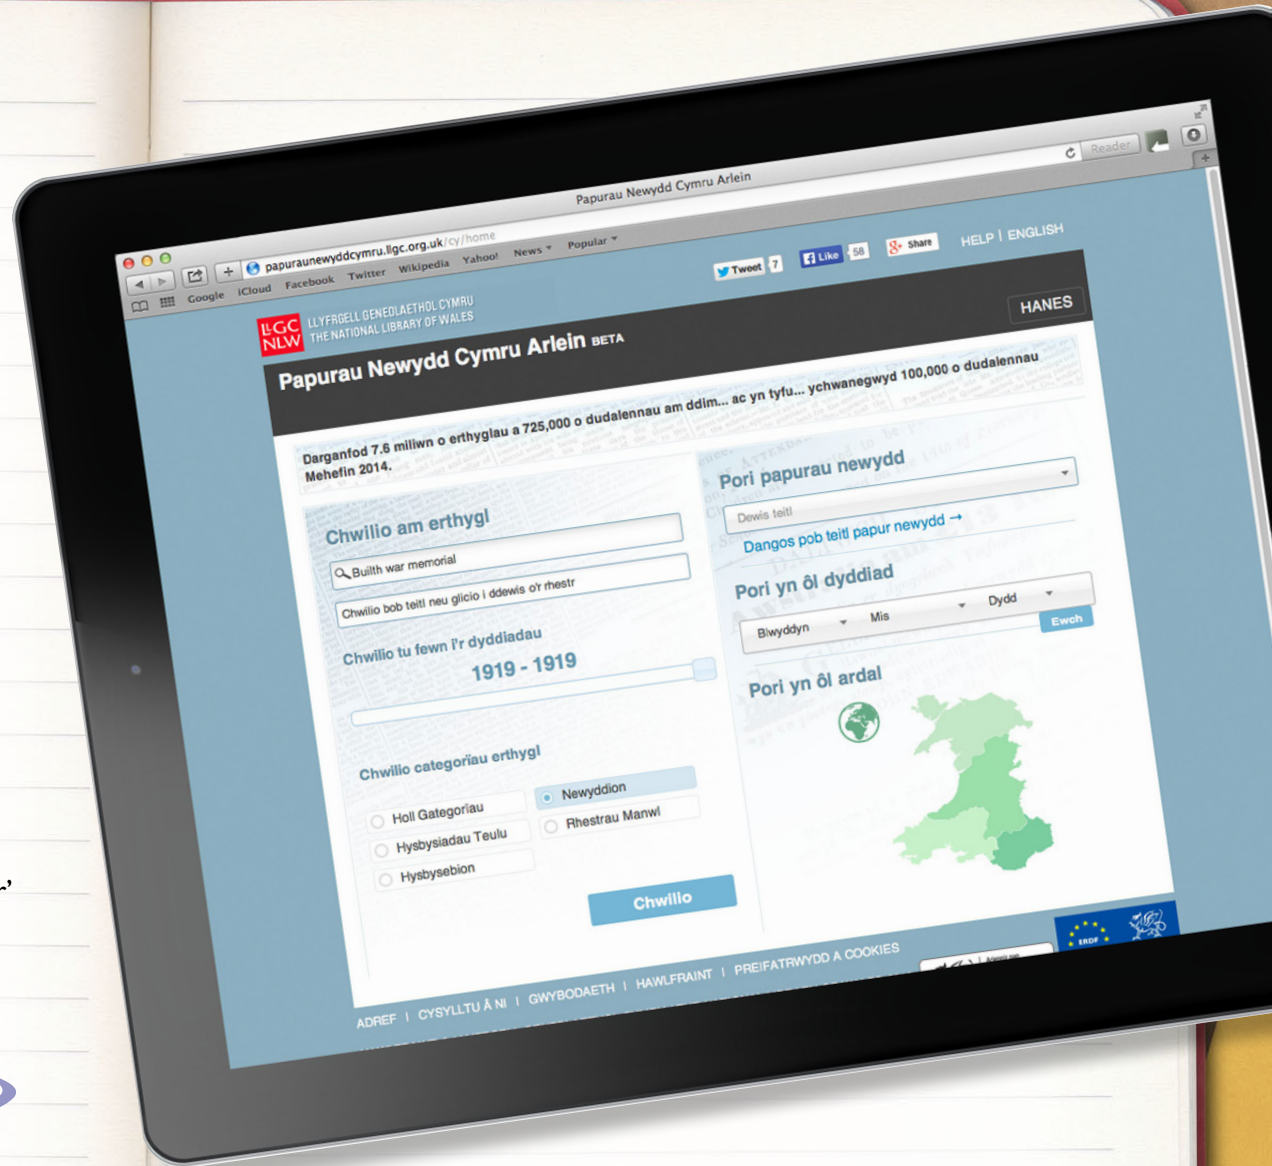 Papurau Newydd Cymru Arlein
Reader
papuraunewyddcymru.llgc.org.uk/cy/home
Google iCloud Facebook Twitter Wikipedia Yahoo! News Popular
LLGC
NLW
LLYFRGELL GENEDLAETHOL CYMRU
THE NATIONAL LIBRARY OF WALES
Tweet 7 Like 58 Share HELP | ENGLISH
Papurau Newydd Cymru Arlein BETA
HANES
Darganfod 7.6 miliwn o erthyglau a 725,000 o dudalennau am ddim... ac yn tyfu... ychwanegwyd 100,000 o dudalennau
Mehefin 2014.
Chwilio am erthygl
Builth war memorial
Chwilio bob teitl neu glicio i ddewis o'r rhestr
Chwilio tu fewn i'r dyddiadau
1919 - 1919
Chwilio categorïau erthygl
Holl Gategorïau
Newyddion
Hysbysiadau Teulu
Rhestrau Manwl
Hysbysebion
Chwilio
Pori papurau newydd
Dewis teitl
Dangos pob teitl papur newydd →
Pori yn ôl dyddiad
Blwyddyn Mis Dydd
Ewch
Pori yn ôl ardal
ADREF | CYSYLLTU Â NI | GWYBODAETH | HAWLFRAINT | PREIFATRWYDD A COOKIES
ERDF